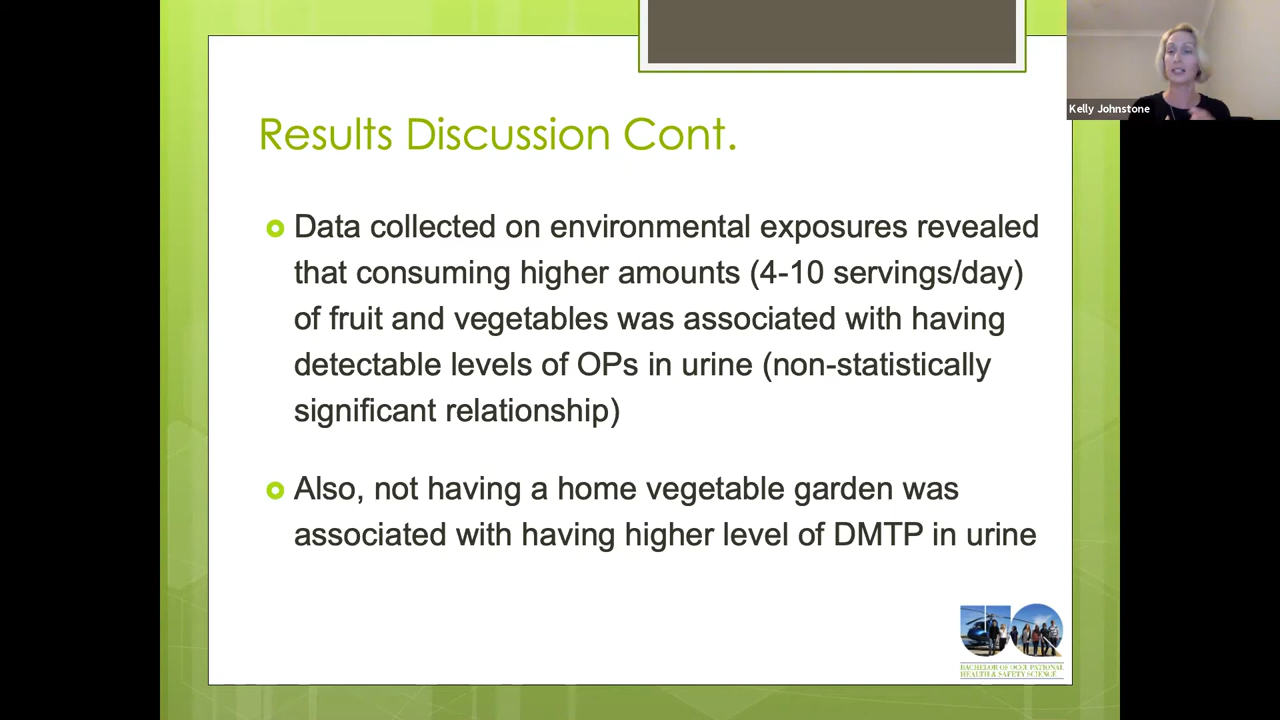 Kelly Johnstone
Results Discussion Cont.
Data collected on environmental exposures revealed
that consuming higher amounts (4-10 servings/day)
of fruit and vegetables was associated with having
detectable levels of OPs in urine (non-statistically
significant relationship)
Also, not having a home vegetable garden was
associated with having higher level of DMTP in urine
UQ
BACHELOR OF OCCUPATIONAL
HEALTH & SAFETY SCIENCE